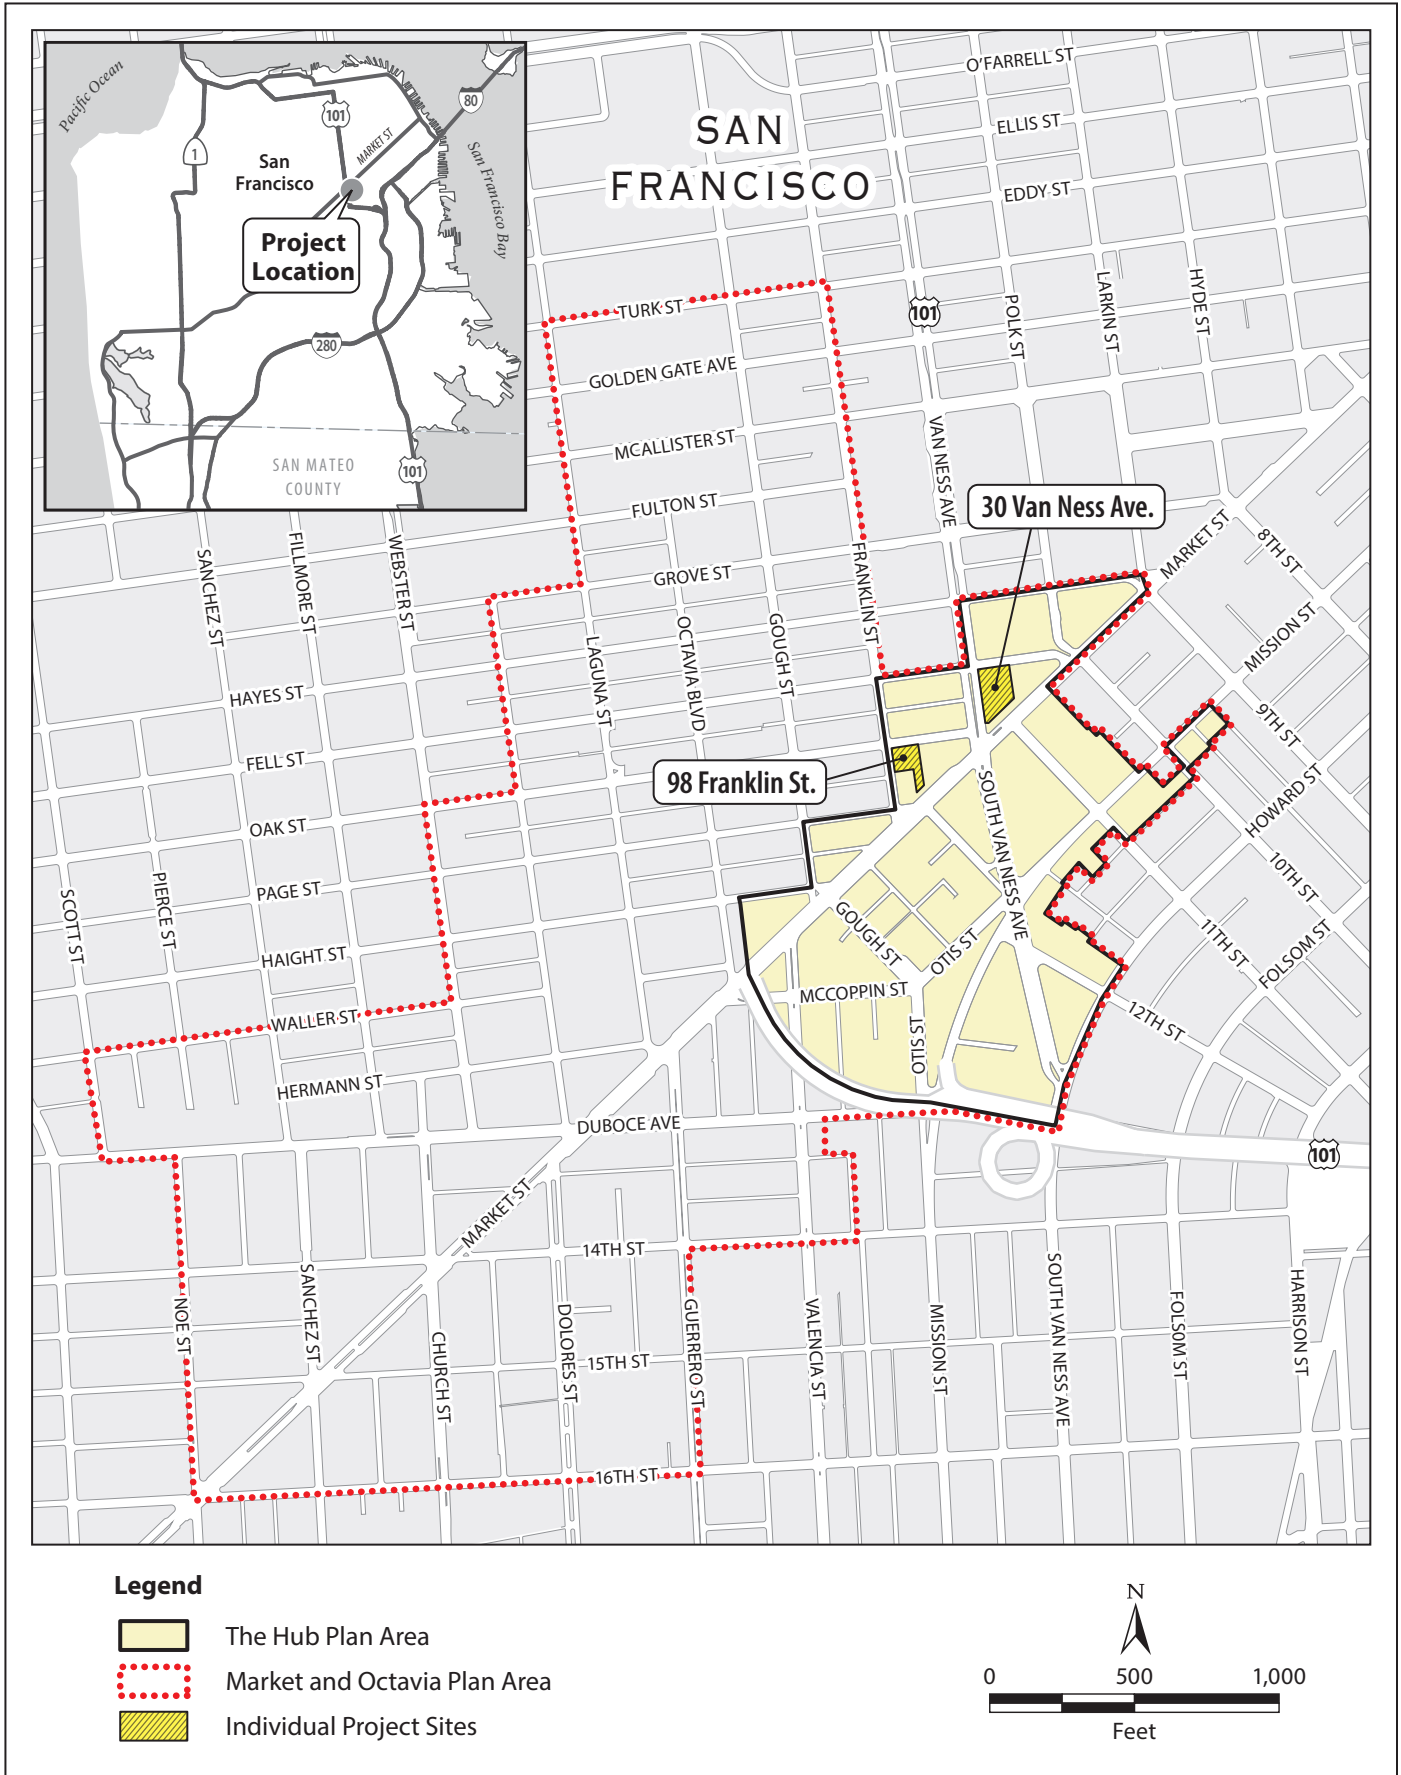 Pacific Ocean
101
80
1
MARKET ST
San
Francisco
San Francisco Bay
Project
Location
280
SAN MATEO
COUNTY
101
SAN
FRANCISCO
O'FARRELL ST
ELLIS ST
EDDY ST
TURK ST
101
POLK ST
LARKIN ST
HYDE ST
GOLDEN GATE AVE
MCALLISTER ST
VAN NESS AVE
FULTON ST
30 Van Ness Ave.
MARKET ST
8TH ST
SANCHEZ ST
FILLMORE ST
WEBSTER ST
FRANKLIN ST
GROVE ST
MISSION ST
LAGUNA ST
OCTAVIA BLVD
GOUGH ST
HAYES ST
9TH ST
FELL ST
98 Franklin St.
SOUTH VAN NESS AVE
HOWARD ST
OAK ST
10TH ST
PAGE ST
SCOTT ST
PIERCE ST
GOUGH ST
OTIS ST
11TH ST
FOLSOM ST
HAIGHT ST
MCCOPPIN ST
WALLER ST
OTIS ST
12TH ST
HERMANN ST
DUBOCE AVE
101
MARKET ST
14TH ST
NOE ST
SANCHEZ ST
CHURCH ST
DOLORES ST
GUERRERO ST
VALENCIA ST
MISSION ST
SOUTH VAN NESS AVE
FOLSOM ST
HARRISON ST
15TH ST
16TH ST
Legend
The Hub Plan Area
Market and Octavia Plan Area
Individual Project Sites
N
0 500 1,000
Feet